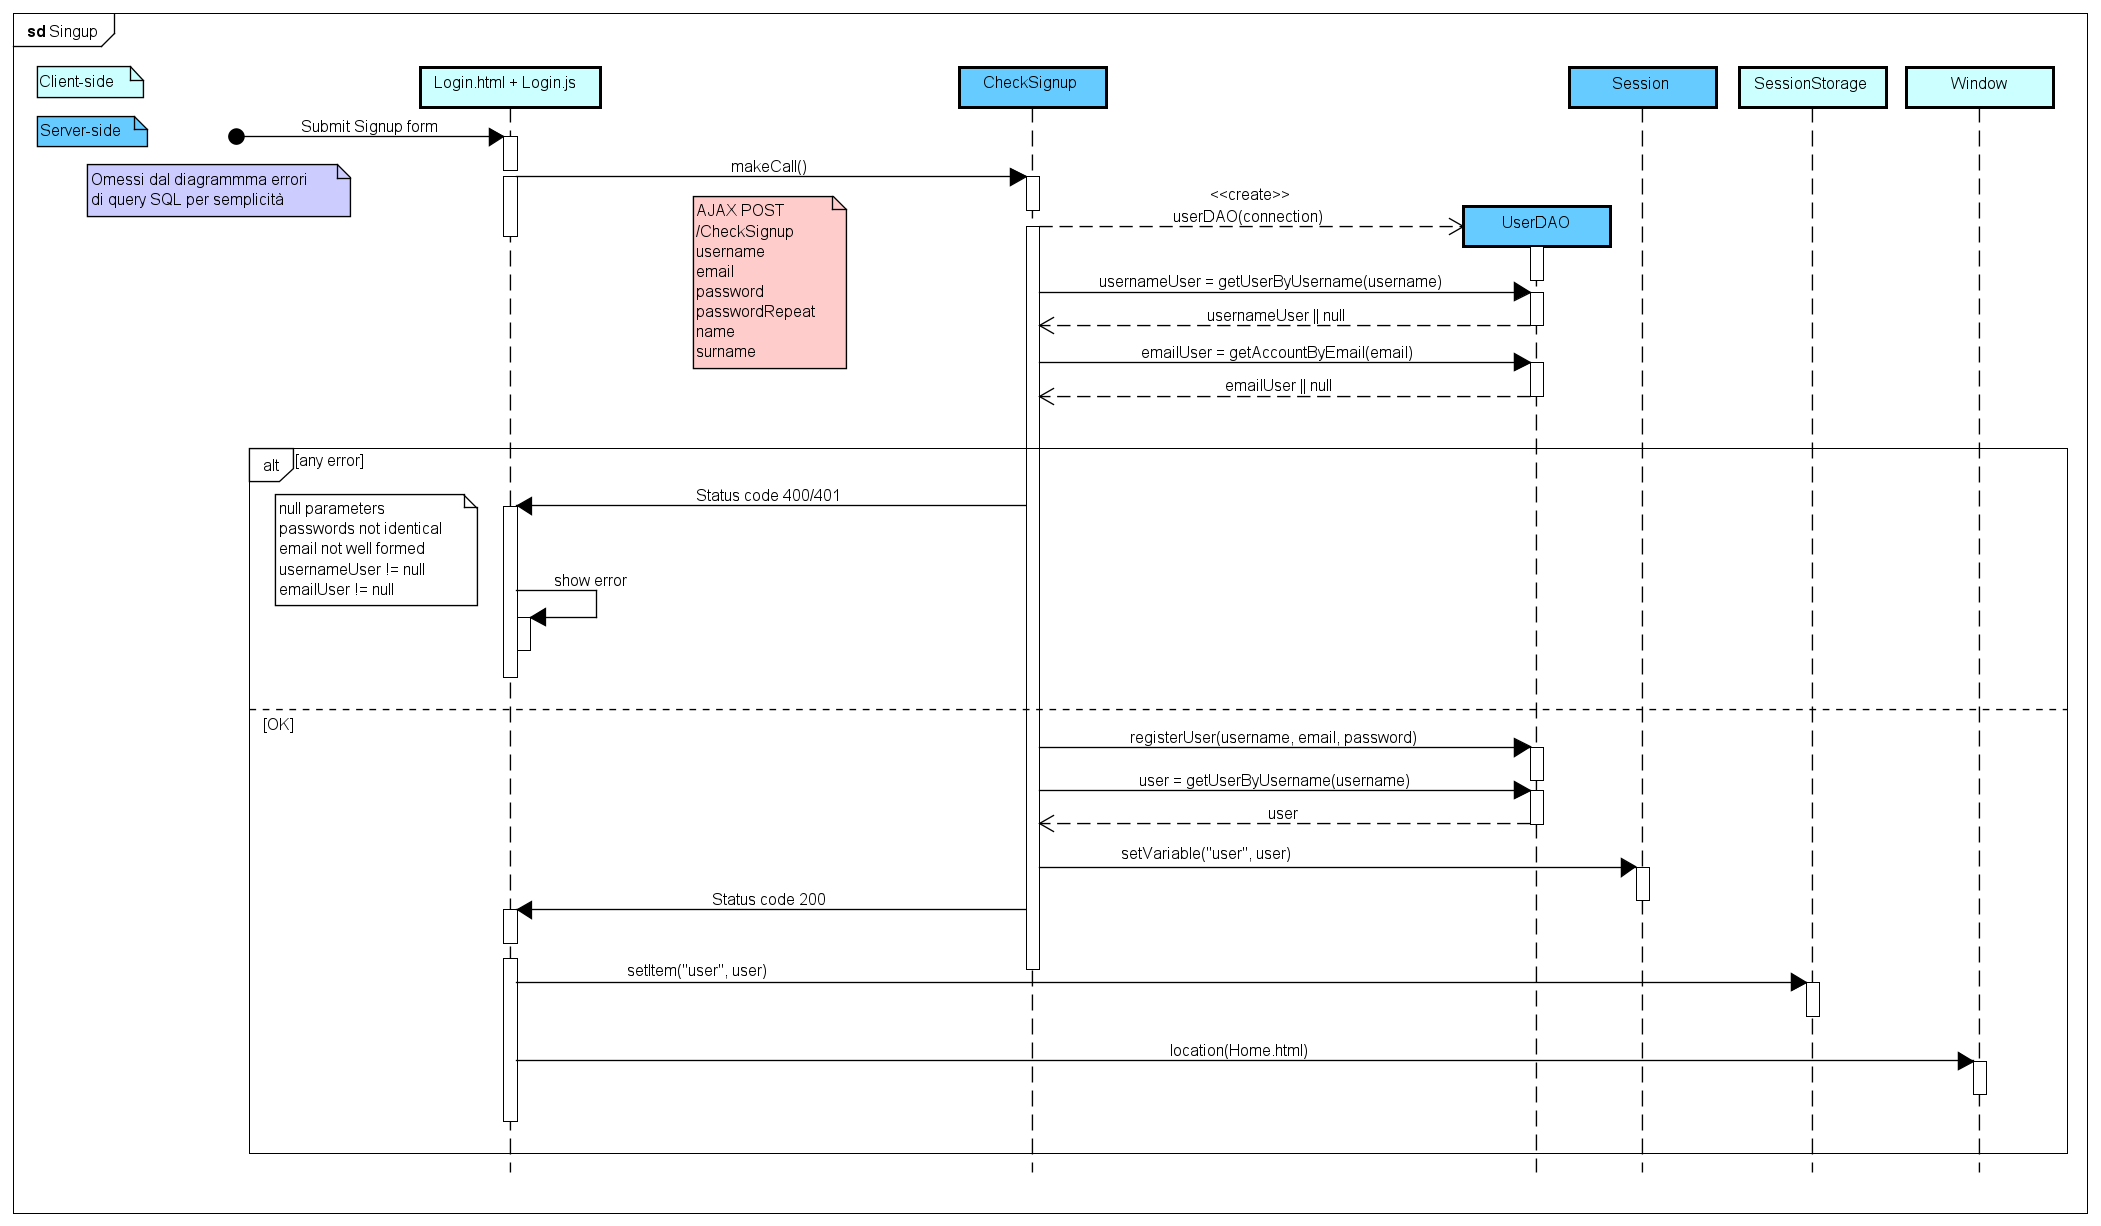 sd Singup
Client-side
Server-side
Omessi dal diagrammma errori
di query SQL per semplicità
Login.html + Login.js
CheckSignup
Session
SessionStorage
Window
Submit Signup form
makeCall()
AJAX POST
/CheckSignup
username
email
password
passwordRepeat
name
surname
<<create>>
userDAO(connection)
UserDAO
usernameUser = getUserByUsername(username)
usernameUser || null
emailUser = getAccountByEmail(email)
emailUser || null
alt
[any error]
Status code 400/401
null parameters
passwords not identical
email not well formed
usernameUser != null
emailUser != null
show error
[OK]
registerUser(username, email, password)
user = getUserByUsername(username)
user
setVariable("user", user)
Status code 200
setItem("user", user)
location(Home.html)